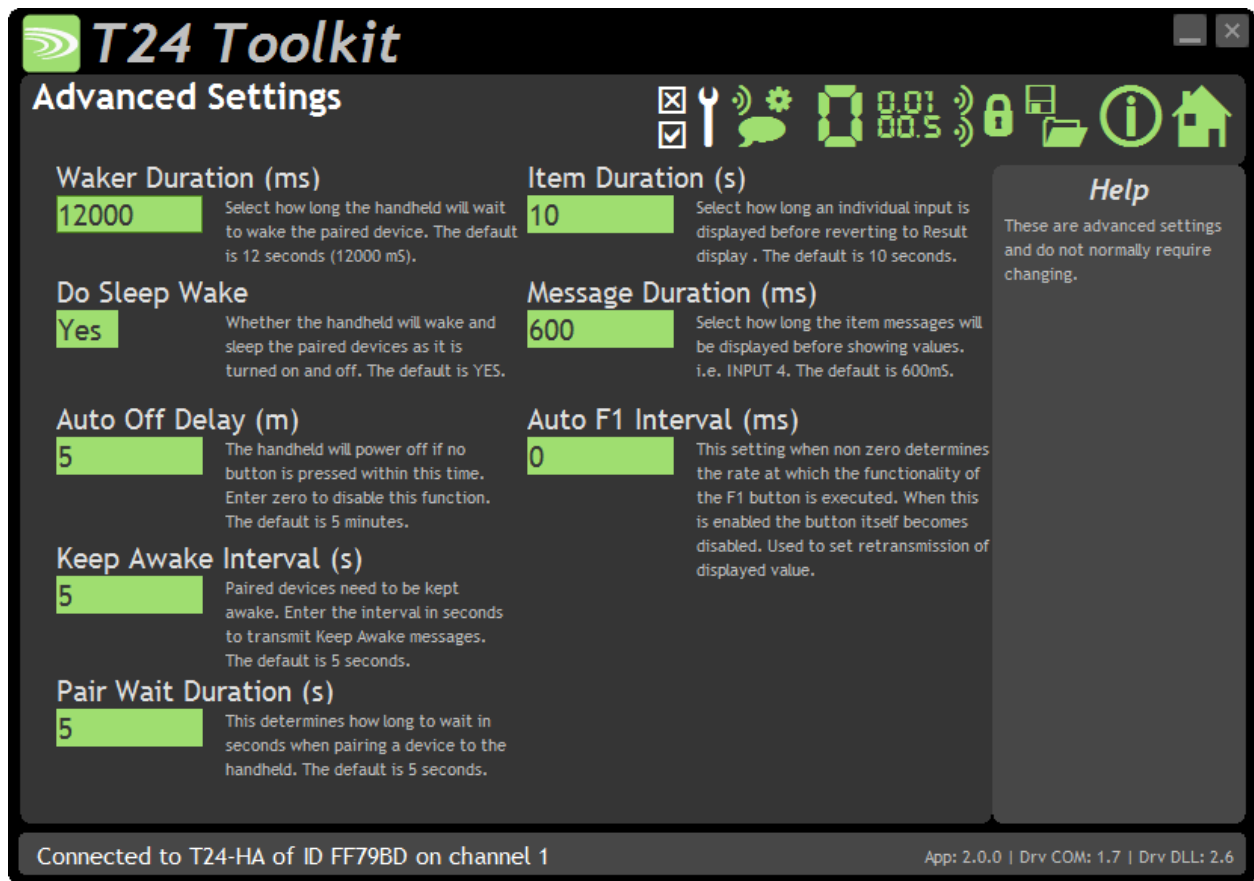 T24 Toolkit
Advanced Settings
0.01
00.5
Waker Duration (ms)
12000
Select how long the handheld will wait
to wake the paired device. The default
is 12 seconds (12000 mS).
Do Sleep Wake
Yes
Whether the handheld will wake and
sleep the paired devices as it is
turned on and off. The default is YES.
Auto Off Delay (m)
5
The handheld will power off if no
button is pressed within this time.
Enter zero to disable this function.
The default is 5 minutes.
Keep Awake Interval (s)
5
Paired devices need to be kept
awake. Enter the interval in seconds
to transmit Keep Awake messages.
The default is 5 seconds.
Pair Wait Duration (s)
5
This determines how long to wait in
seconds when pairing a device to the
handheld. The default is 5 seconds.
Item Duration (s)
10
Select how long an individual input is
displayed before reverting to Result
display . The default is 10 seconds.
Message Duration (ms)
600
Select how long the item messages will
be displayed before showing values.
i.e. INPUT 4. The default is 600mS.
Auto F1 Interval (ms)
0
This setting when non zero determines
the rate at which the functionality of
the F1 button is executed. When this
is enabled the button itself becomes
disabled. Used to set retransmission of
displayed value.
Help
These are advanced settings
and do not normally require
changing.
Connected to T24-HA of ID FF79BD on channel 1
App: 2.0.0 | Drv COM: 1.7 | Drv DLL: 2.6